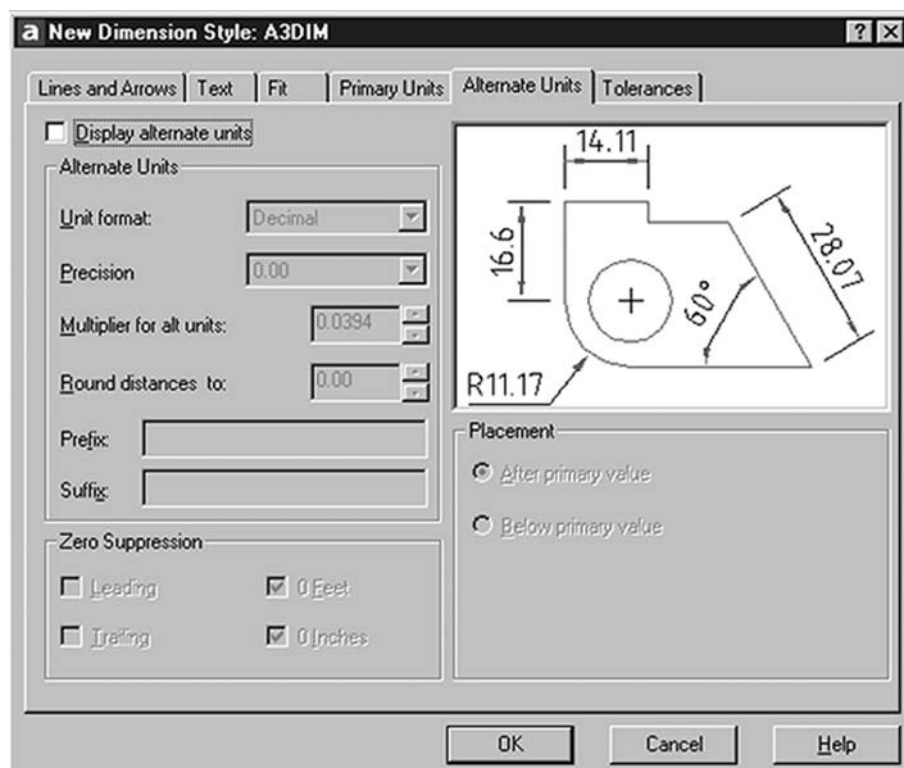 a New Dimension Style: A3DIM
Lines and Arrows Text Fit Primary Units Alternate Units Tolerances
Display alternate units
Alternate Units
Unit format: Decimal
Precision 0.00
Multiplier for alt units: 0.0394
Round distances to: 0.00
Prefix:
Suffix:
Zero Suppression
Leading 0 Feet
Trailing 0 Inches
14.11
16.6
28.07
60°
R11.17
Placement
After primary value
Below primary value
OK Cancel Help